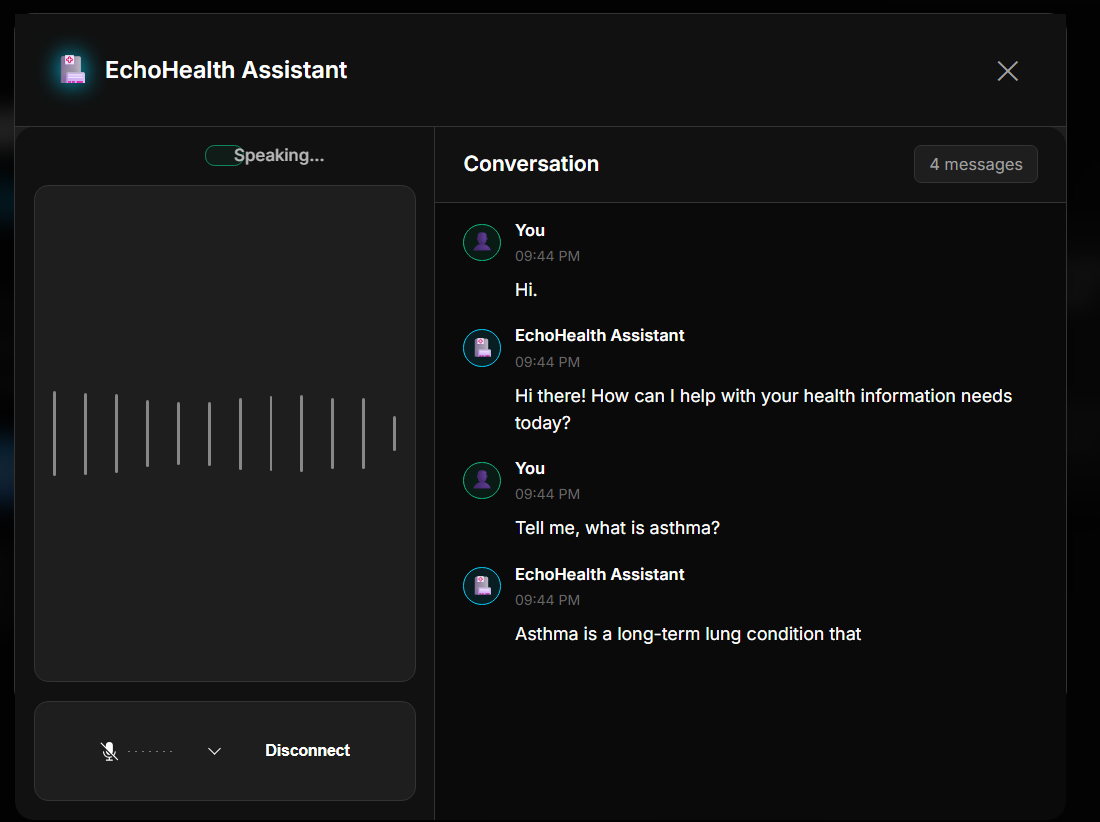 EchoHealth Assistant
Speaking...
Conversation
4 messages
You
09:44 PM
Hi.
EchoHealth Assistant
09:44 PM
Hi there! How can I help with your health information needs
today?
You
09:44 PM
Tell me, what is asthma?
EchoHealth Assistant
09:44 PM
Asthma is a long-term lung condition that
Disconnect